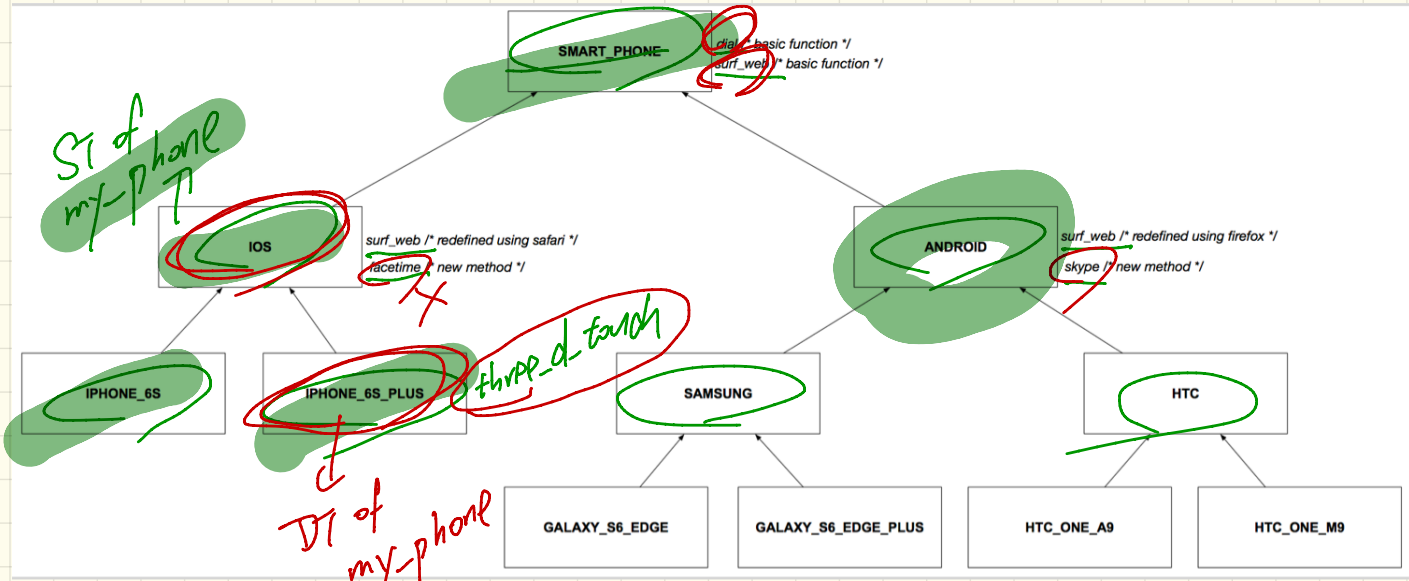 SMART_PHONE
dial /* basic function */
surf_web /* basic function */
ST of
my_phone
IOS
surf_web /* redefined using safari */
facetime /* new method */
ANDROID
surf_web /* redefined using firefox */
skype /* new method */
IPHONE_6S
IPHONE_6S_PLUS
three_d_touch
SAMSUNG
HTC
DT of
my_phone
GALAXY_S6_EDGE
GALAXY_S6_EDGE_PLUS
HTC_ONE_A9
HTC_ONE_M9